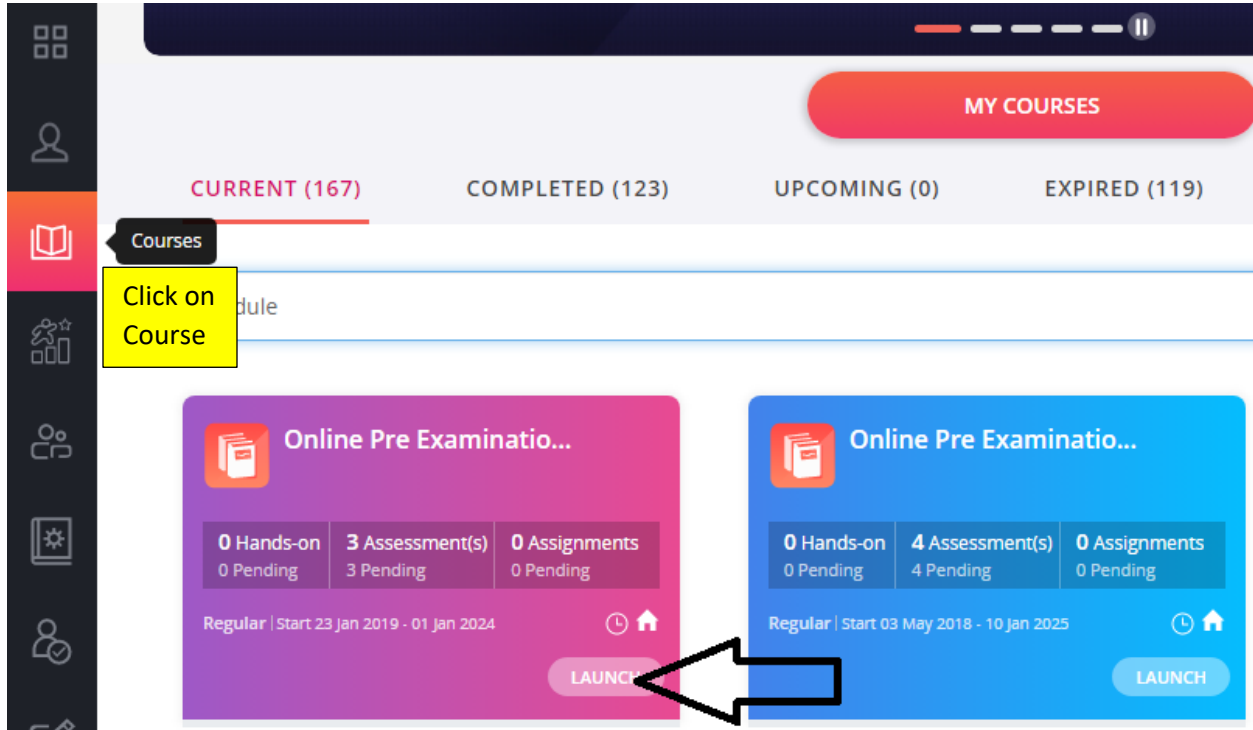 MY COURSES
CURRENT (167) COMPLETED (123) UPCOMING (0) EXPIRED (119)
Courses
Click on
Course
dule
Online Pre Examinatio...
0 Hands-on 3 Assessment(s) 0 Assignments
0 Pending 3 Pending 0 Pending
Regular | Start 23 Jan 2019 - 01 Jan 2024
LAUNCH
Online Pre Examinatio...
0 Hands-on 4 Assessment(s) 0 Assignments
0 Pending 4 Pending 0 Pending
Regular | Start 03 May 2018 - 10 Jan 2025
LAUNCH